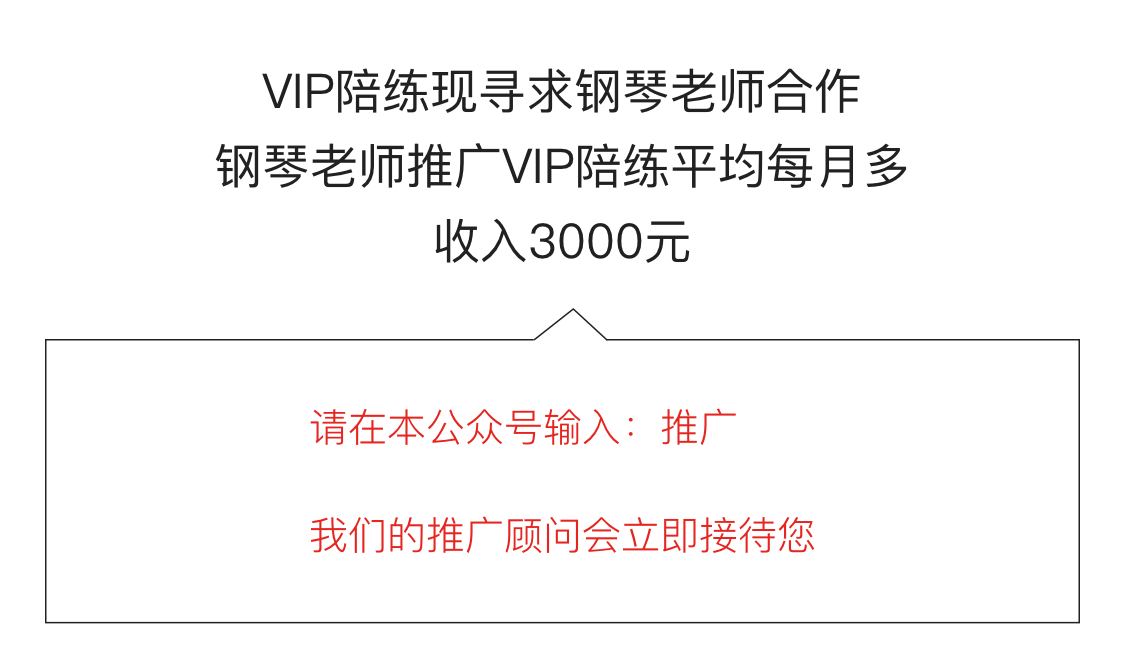 VIP陪练现寻求钢琴老师合作
钢琴老师推广VIP陪练平均每月多
收入3000元
请在本公众号输入：推广
我们的推广顾问会立即接待您